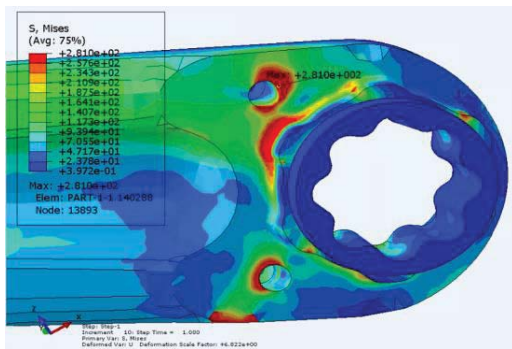 S, Mises
(Avg: 75%)
+2.810e+02
+2.576e+02
+2.343e+02
+2.109e+02
+1.875e+02
+1.641e+02
+1.407e+02
+1.173e+02
+9.394e+01
+7.055e+01
+4.717e+01
+2.378e+01
+3.972e-01
Max: +2.810e+02
Elem: PART-1-1.140288
Node: 13893
Max: +2.810e+002
Z
X
Step: Step-1
Increment 10: Step Time = 1.000
Primary Var: S, Mises
Deformed Var: U Deformation Scale Factor: +6.822e+00